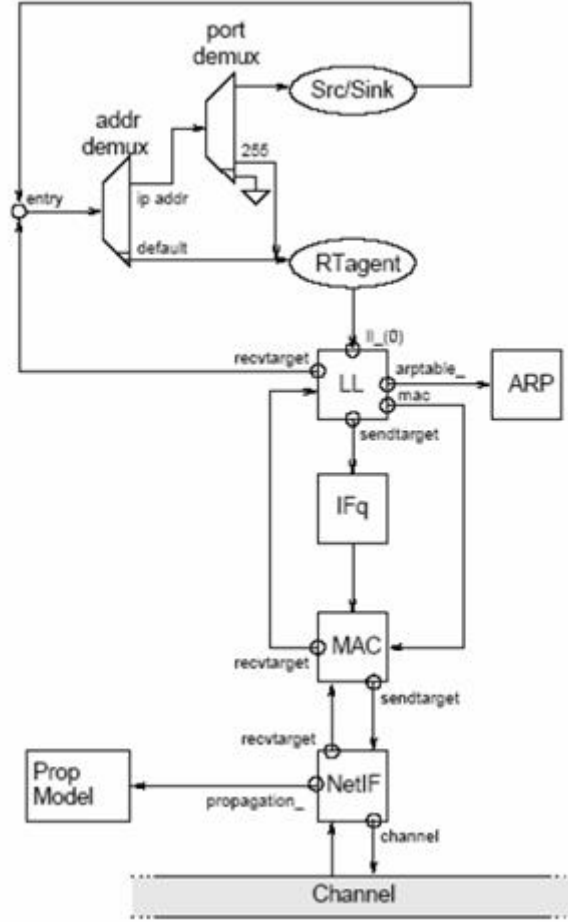 port
demux
Src/Sink
addr
demux
255
entry
ip addr
default
RTagent
ll_(0)
recvtarget
arptable_
LL
ARP
mac
sendtarget
IFq
MAC
recvtarget
sendtarget
recvtarget
Prop
Model
NetIF
propagation_
channel
Channel